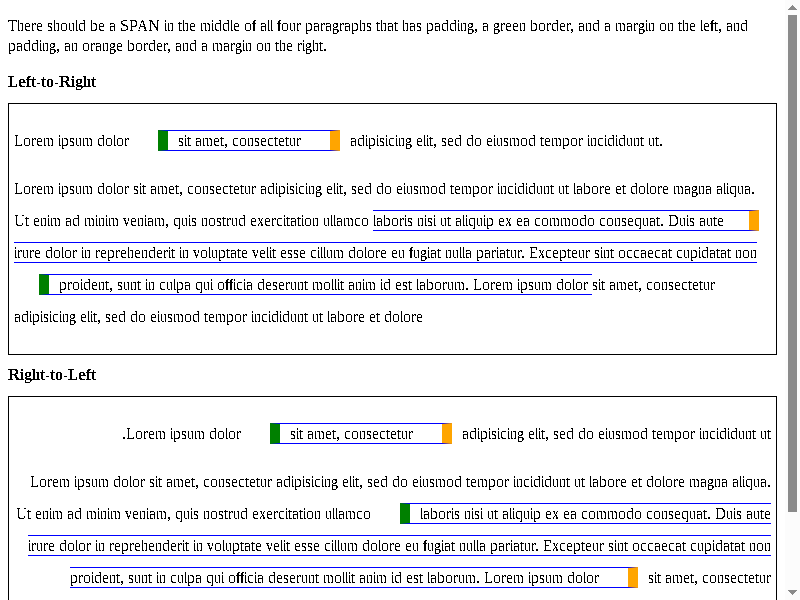 There should be a SPAN in the middle of all four paragraphs that has padding, a green border, and a margin on the left, and
padding, an orange border, and a margin on the right.
Left-to-Right
Lorem ipsum dolor sit amet, consectetur adipisicing elit, sed do eiusmod tempor incididunt ut.
Lorem ipsum dolor sit amet, consectetur adipisicing elit, sed do eiusmod tempor incididunt ut labore et dolore magna aliqua.
Ut enim ad minim veniam, quis nostrud exercitation ullamco laboris nisi ut aliquip ex ea commodo consequat. Duis aute
irure dolor in reprehenderit in voluptate velit esse cillum dolore eu fugiat nulla pariatur. Excepteur sint occaecat cupidatat non
proident, sunt in culpa qui officia deserunt mollit anim id est laborum. Lorem ipsum dolor sit amet, consectetur
adipisicing elit, sed do eiusmod tempor incididunt ut labore et dolore
Right-to-Left
.Lorem ipsum dolor sit amet, consectetur adipisicing elit, sed do eiusmod tempor incididunt ut
Lorem ipsum dolor sit amet, consectetur adipisicing elit, sed do eiusmod tempor incididunt ut labore et dolore magna aliqua.
Ut enim ad minim veniam, quis nostrud exercitation ullamco laboris nisi ut aliquip ex ea commodo consequat. Duis aute
irure dolor in reprehenderit in voluptate velit esse cillum dolore eu fugiat nulla pariatur. Excepteur sint occaecat cupidatat non
proident, sunt in culpa qui officia deserunt mollit anim id est laborum. Lorem ipsum dolor sit amet, consectetur